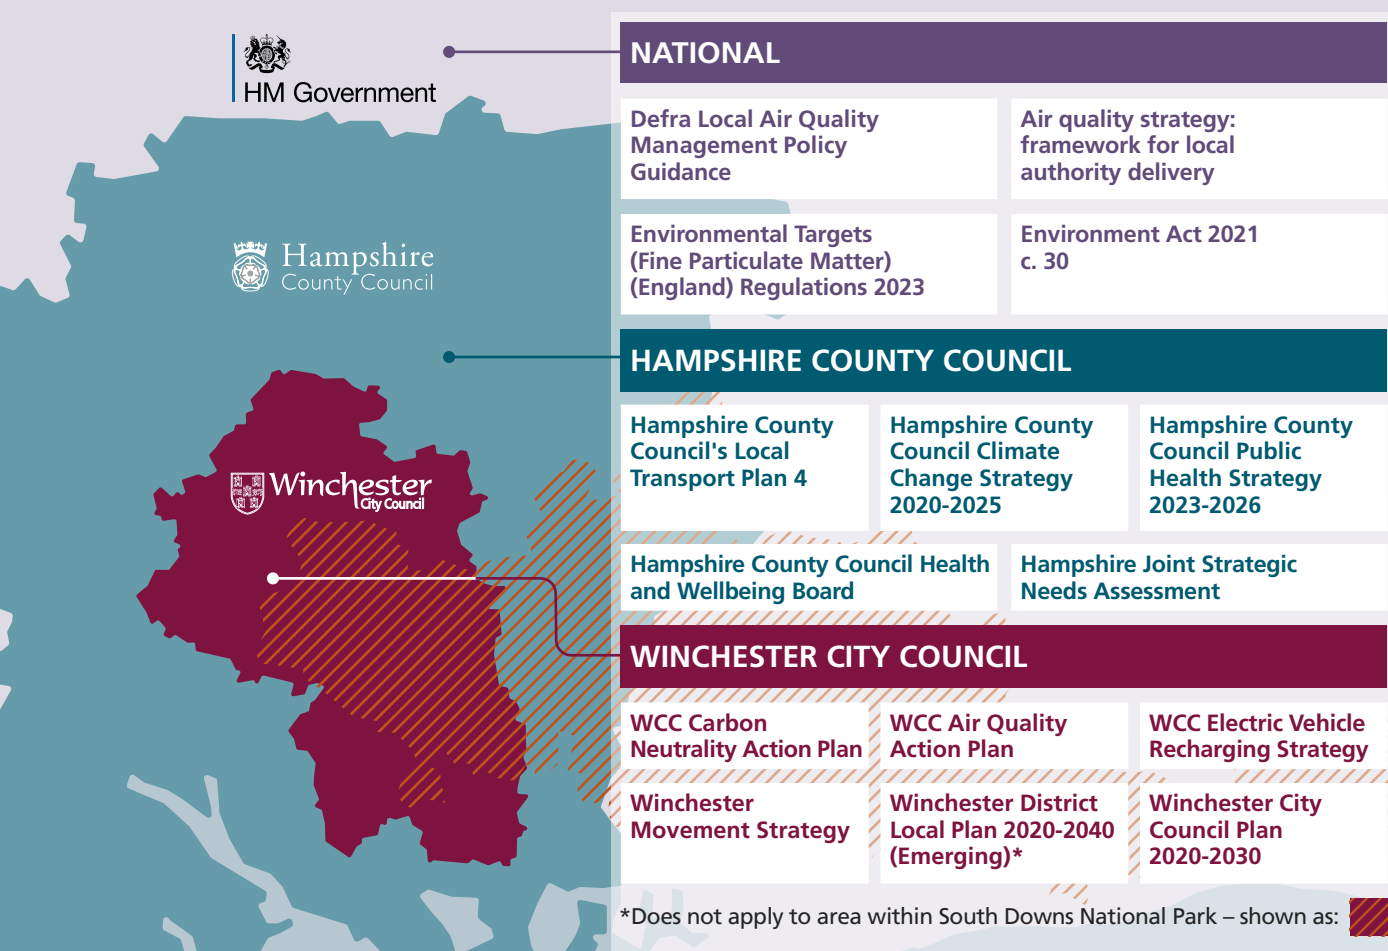 HM Government
Hampshire
County Council
Winchester
City Council
NATIONAL
Defra Local Air Quality
Management Policy
Guidance
Air quality strategy:
framework for local
authority delivery
Environmental Targets
(Fine Particulate Matter)
(England) Regulations 2023
Environment Act 2021
c. 30
HAMPSHIRE COUNTY COUNCIL
Hampshire County
Council's Local
Transport Plan 4
Hampshire County
Council Climate
Change Strategy
2020-2025
Hampshire County
Council Public
Health Strategy
2023-2026
Hampshire County Council Health
and Wellbeing Board
Hampshire Joint Strategic
Needs Assessment
WINCHESTER CITY COUNCIL
WCC Carbon
Neutrality Action Plan
WCC Air Quality
Action Plan
WCC Electric Vehicle
Recharging Strategy
Winchester
Movement Strategy
Winchester District
Local Plan 2020-2040
(Emerging)*
Winchester City
Council Plan
2020-2030
*Does not apply to area within South Downs National Park – shown as: